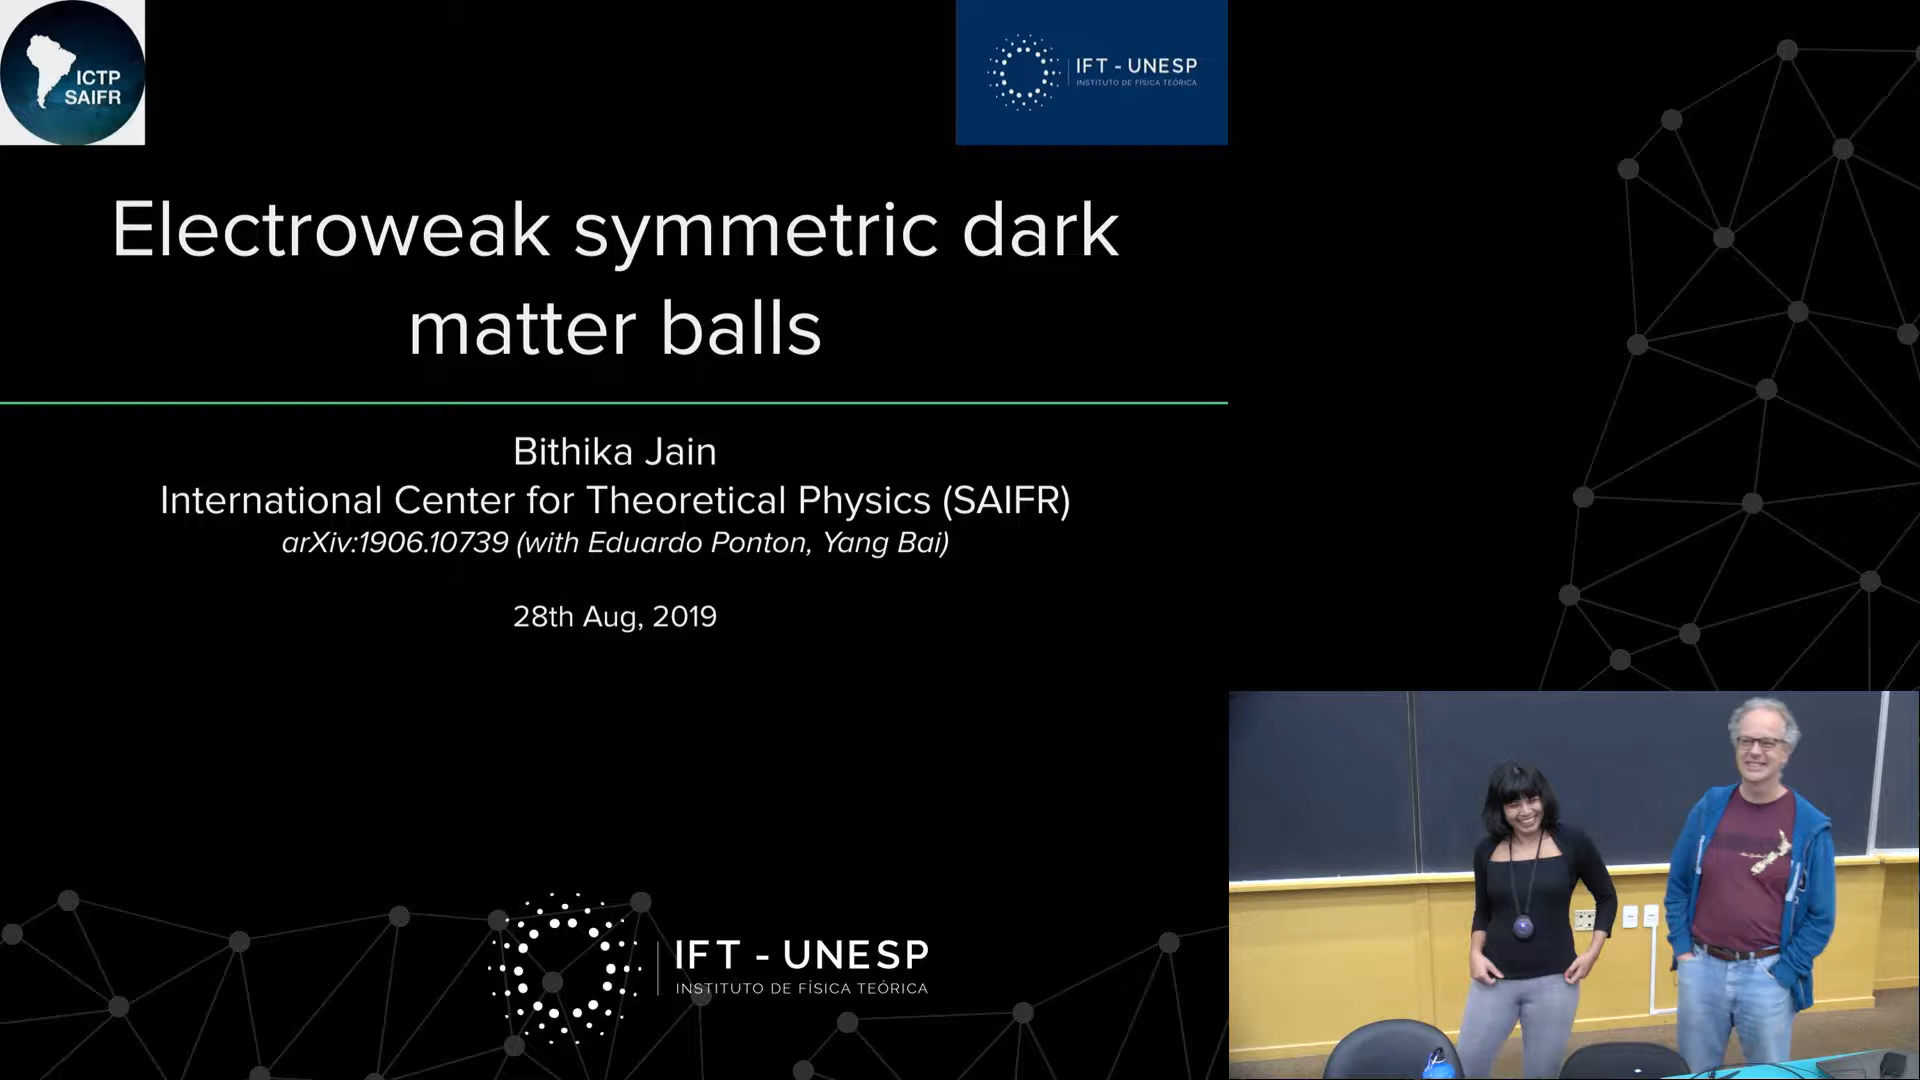 ICTP
SAIFR
IFT - UNESP
INSTITUTO DE FÍSICA TEÓRICA
Electroweak symmetric dark
matter balls
Bithika Jain
International Center for Theoretical Physics (SAIFR)
arXiv:1906.10739 (with Eduardo Ponton, Yang Bai)
28th Aug, 2019
IFT - UNESP
INSTITUTO DE FÍSICA TEÓRICA